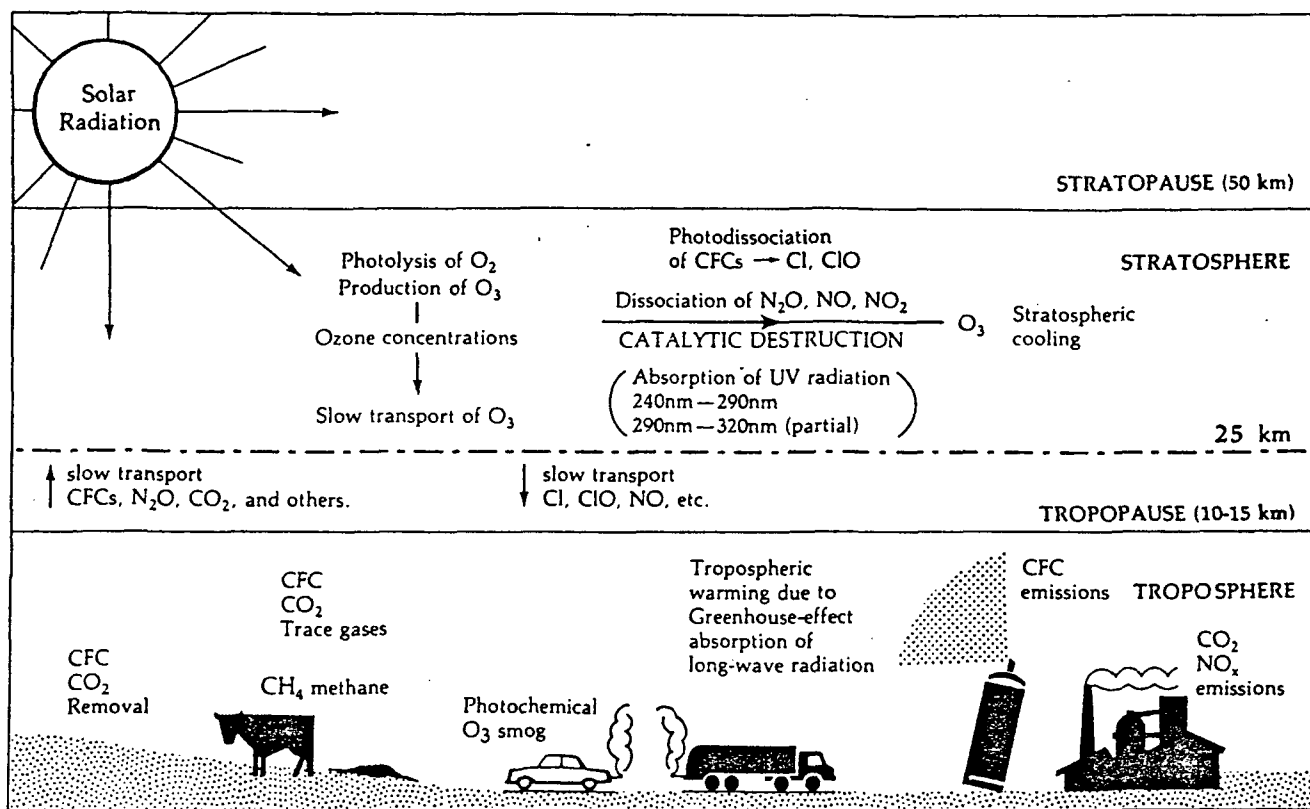 Solar
Radiation
STRATOPAUSE (50 km)
Photolysis of O₂
Production of O₃
Ozone concentrations
Slow transport of O₃
Photodissociation
of CFCs → Cl, ClO
Dissociation of N₂O, NO, NO₂
CATALYTIC DESTRUCTION
Absorption of UV radiation
240nm—290nm
290nm—320nm (partial)
O₃
Stratospheric
cooling
STRATOSPHERE
25 km
slow transport
CFCs, N₂O, CO₂, and others.
slow transport
Cl, ClO, NO, etc.
TROPOPAUSE (10-15 km)
CFC
CO₂
Removal
CFC
CO₂
Trace gases
CH₄ methane
Photochemical
O₃ smog
Tropospheric
warming due to
Greenhouse-effect
absorption of
long-wave radiation
CFC
emissions
TROPOSPHERE
CO₂
NOₓ
emissions